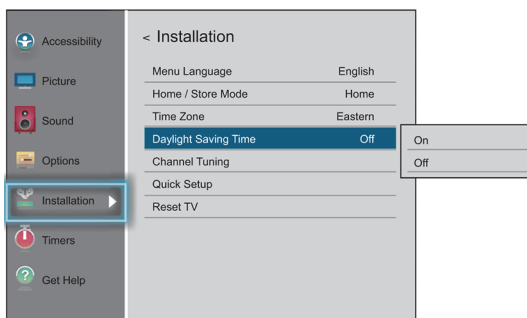 Accessibility
Picture
Sound
Options
Installation
Timers
Get Help
< Installation
Menu Language English
Home / Store Mode Home
Time Zone Eastern
Daylight Saving Time Off
Channel Tuning
Quick Setup
Reset TV
On
Off